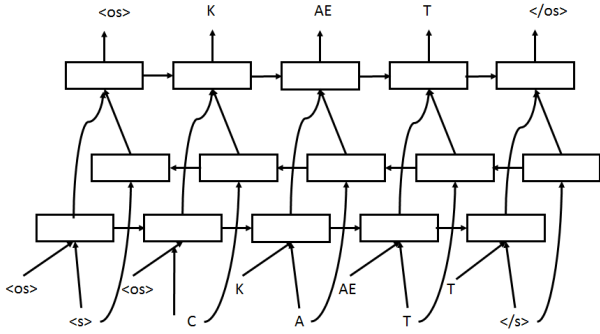 <os> K AE T </os>
<os> <os> K AE T
<s> C A T </s>